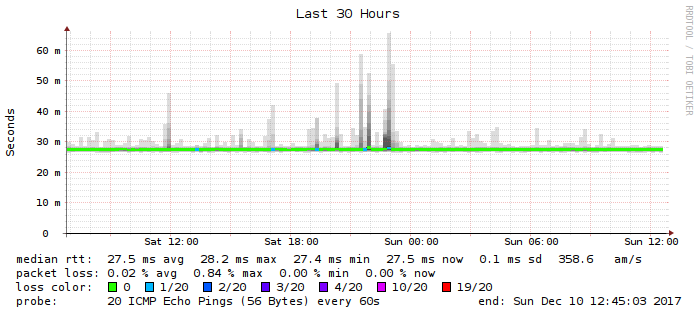 Last 30 Hours
RRDTOOL / TOBI OETIKER
Seconds
60 m
50 m
40 m
30 m
20 m
10 m
0
Sat 12:00 Sat 18:00 Sun 00:00 Sun 06:00 Sun 12:00
median rtt: 27.5 ms avg 28.2 ms max 27.4 ms min 27.5 ms now 0.1 ms sd 358.6 am/s
packet loss: 0.02 % avg 0.84 % max 0.00 % min 0.00 % now
loss color: 0 1/20 2/20 3/20 4/20 10/20 19/20
probe: 20 ICMP Echo Pings (56 Bytes) every 60s end: Sun Dec 10 12:45:03 2017